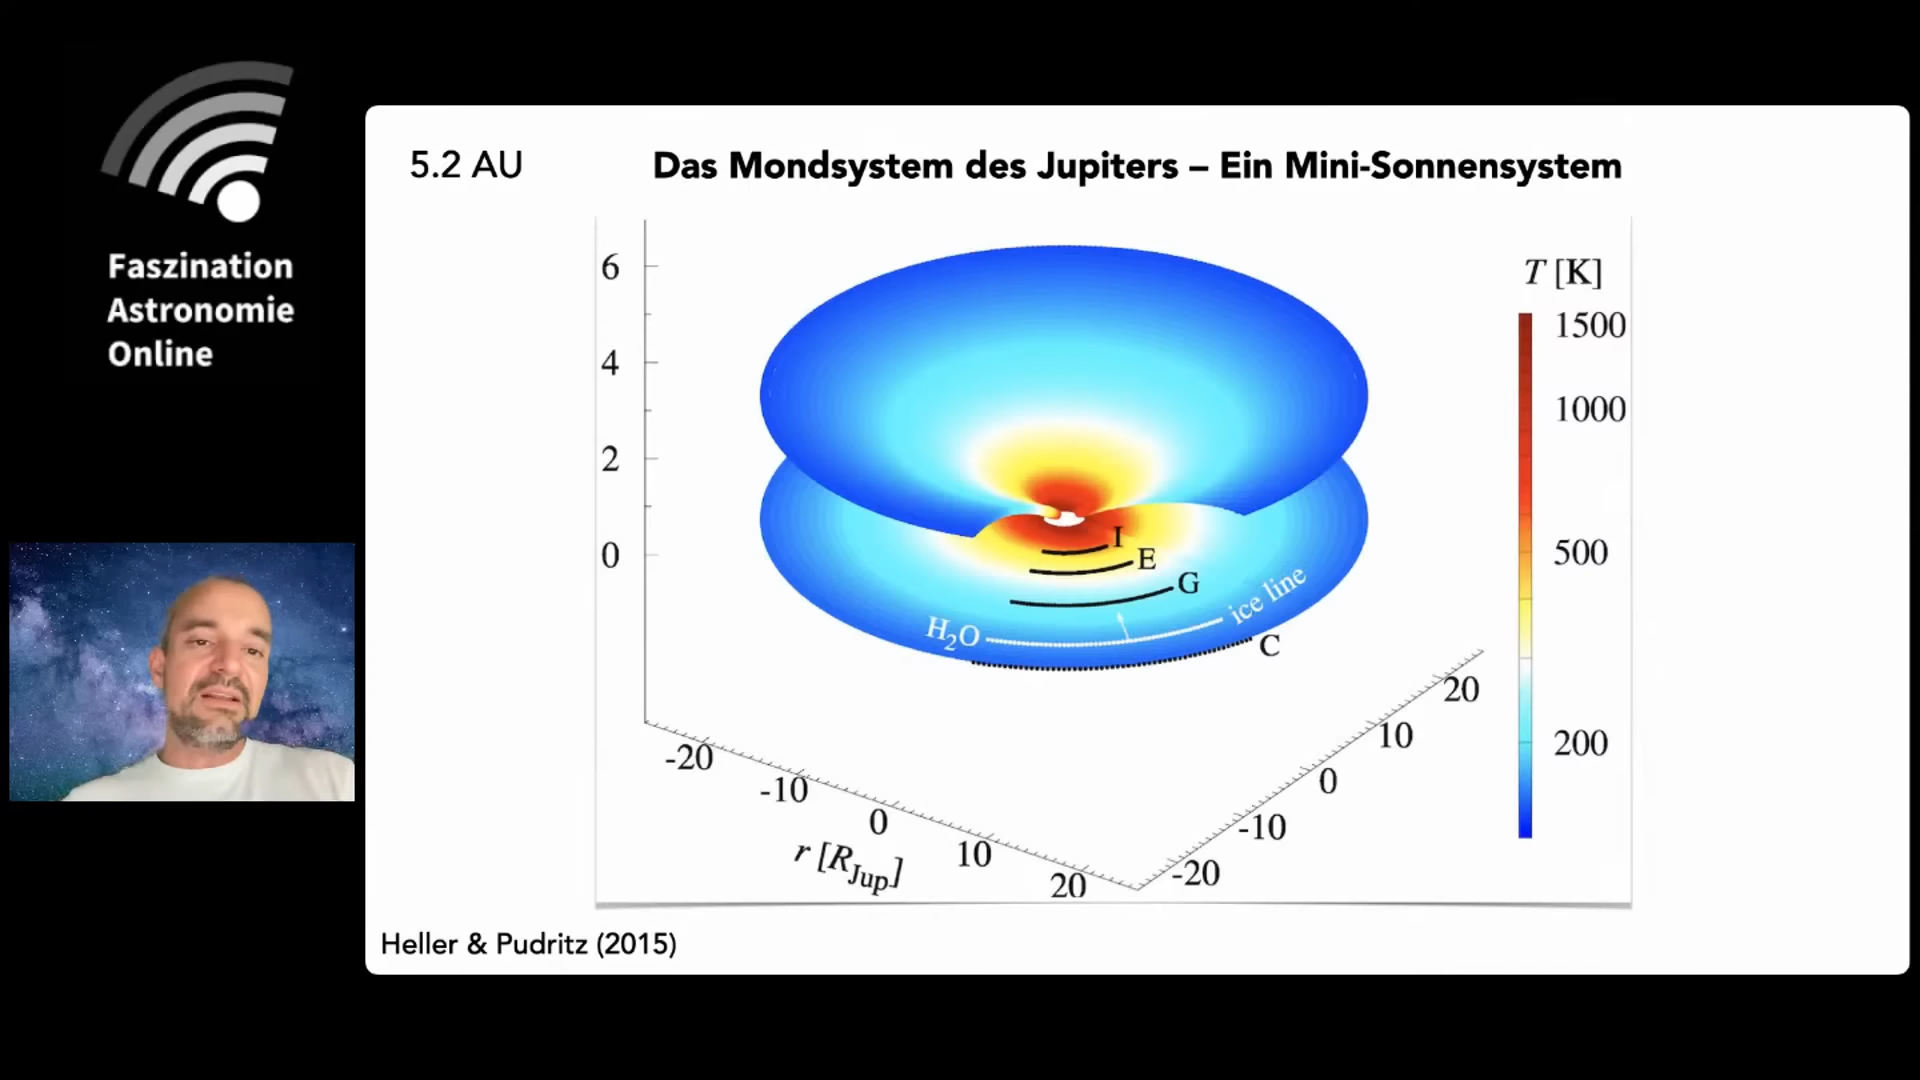 Faszination
Astronomie
Online
5.2 AU
Das Mondsystem des Jupiters – Ein Mini-Sonnensystem
6
4
2
0
T [K]
1500
1000
500
200
I
E
G
H₂O
ice line
C
-20
-10
0
10
20
r [R_Jup]
-20
-10
0
10
20
Heller & Pudritz (2015)